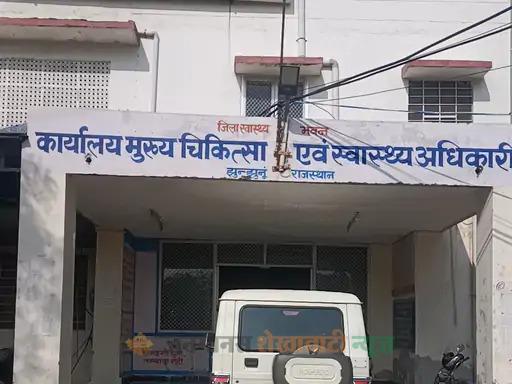 जिला स्वास्थ्य भवन
कार्यालय मुख्य चिकित्सा एवं स्वास्थ्य अधिकारी
झुन्झुनूं राजस्थान
शेखावाटी न्यूज